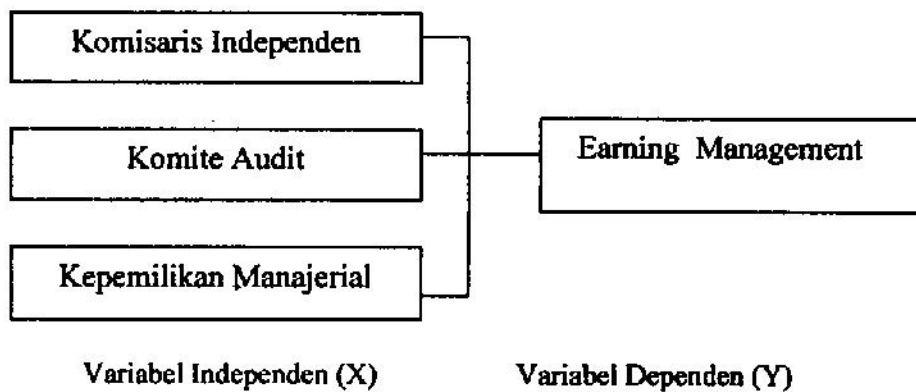 Komisaris Independen
Komite Audit
Earning Management
Kepemilikan Manajerial
Variabel Independen (X)
Variabel Dependen (Y)